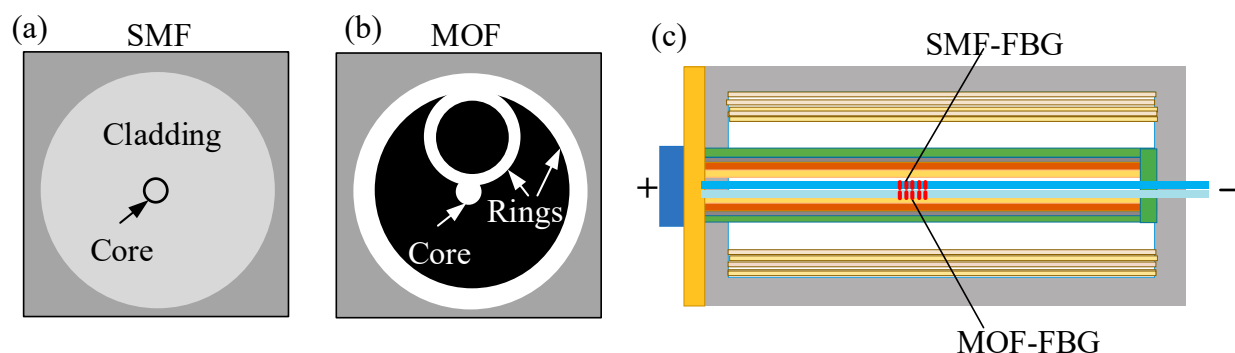 (a)
SMF
Cladding
Core
(b)
MOF
Rings
Core
(c)
SMF-FBG
+
−
MOF-FBG